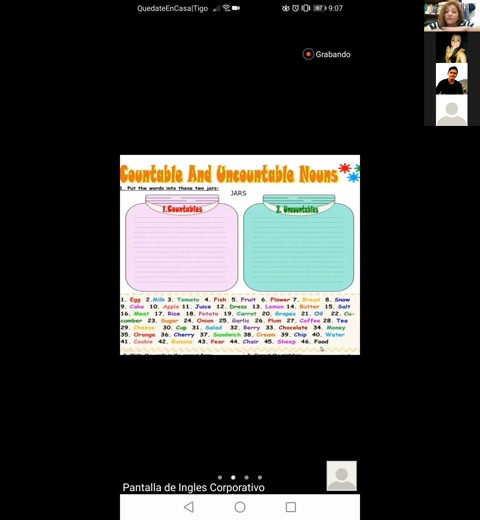 QuedateEnCasa|Tigo 67 9:07
Grabando
Countable And Uncountable Nouns
1. Put the words into these two jars:
JARS
1.Countables 2. Uncountables
1. Egg 2.Milk 3. Tomato 4. Fish 5. Fruit 6. Flower 7. Bread 8. Snow
9. Cake 10. Apple 11. Juice 12. Dress 13. Lemon 14. Butter 15. Salt
16. Meat 17. Rice 18. Potato 19. Carrot 20. Grapes 21. Oil 22. Cu-
cumber 23. Sugar 24. Onion 25. Garlic 26. Plum 27. Coffee 28. Tea
29. Cheese 30. Cup 31. Salad 32. Berry 33. Chocolate 34. Money
35. Orange 36. Cherry 37. Sandwich 38. Cream 39. Chip 40. Water
41. Cookie 42. Banana 43. Pear 44. Chair 45. Sheep 46. Food
Pantalla de Ingles Corporativo